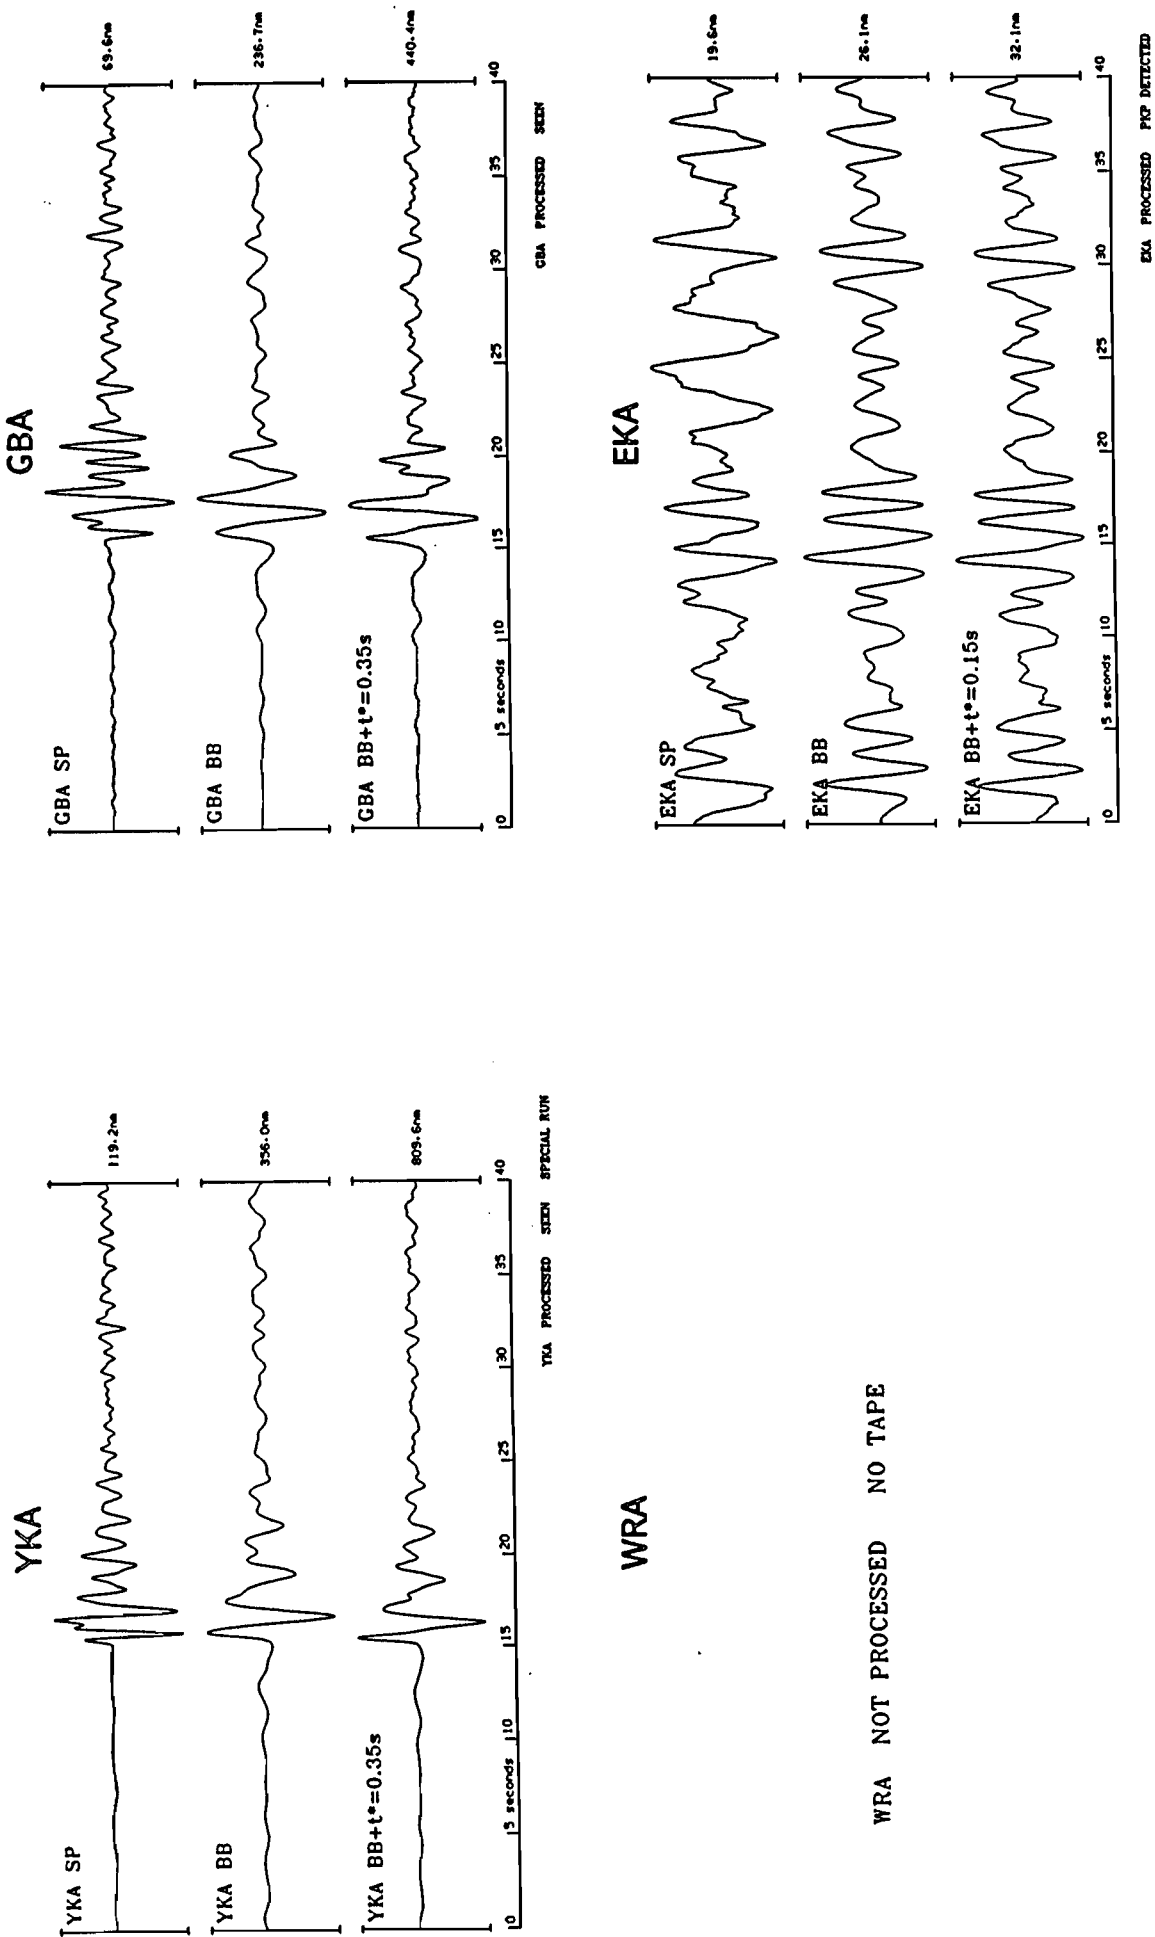 YKA
YKA SP
119.2nm
YKA BB
356.0nm
YKA BB+t*=0.35s
809.6nm
|0 |5 seconds |10 |15 |20 |25 |30 |35 |40
YKA PROCESSED SEEN SPECIAL RUN
GBA
GBA SP
69.6nm
GBA BB
236.7nm
GBA BB+t*=0.35s
440.4nm
|0 |5 seconds |10 |15 |20 |25 |30 |35 |40
GBA PROCESSED SEEN
WRA
WRA NOT PROCESSED NO TAPE
EKA
EKA SP
19.6nm
EKA BB
26.1nm
EKA BB+t*=0.15s
32.1nm
|0 |5 seconds |10 |15 |20 |25 |30 |35 |40
EKA PROCESSED PKP DETECTED